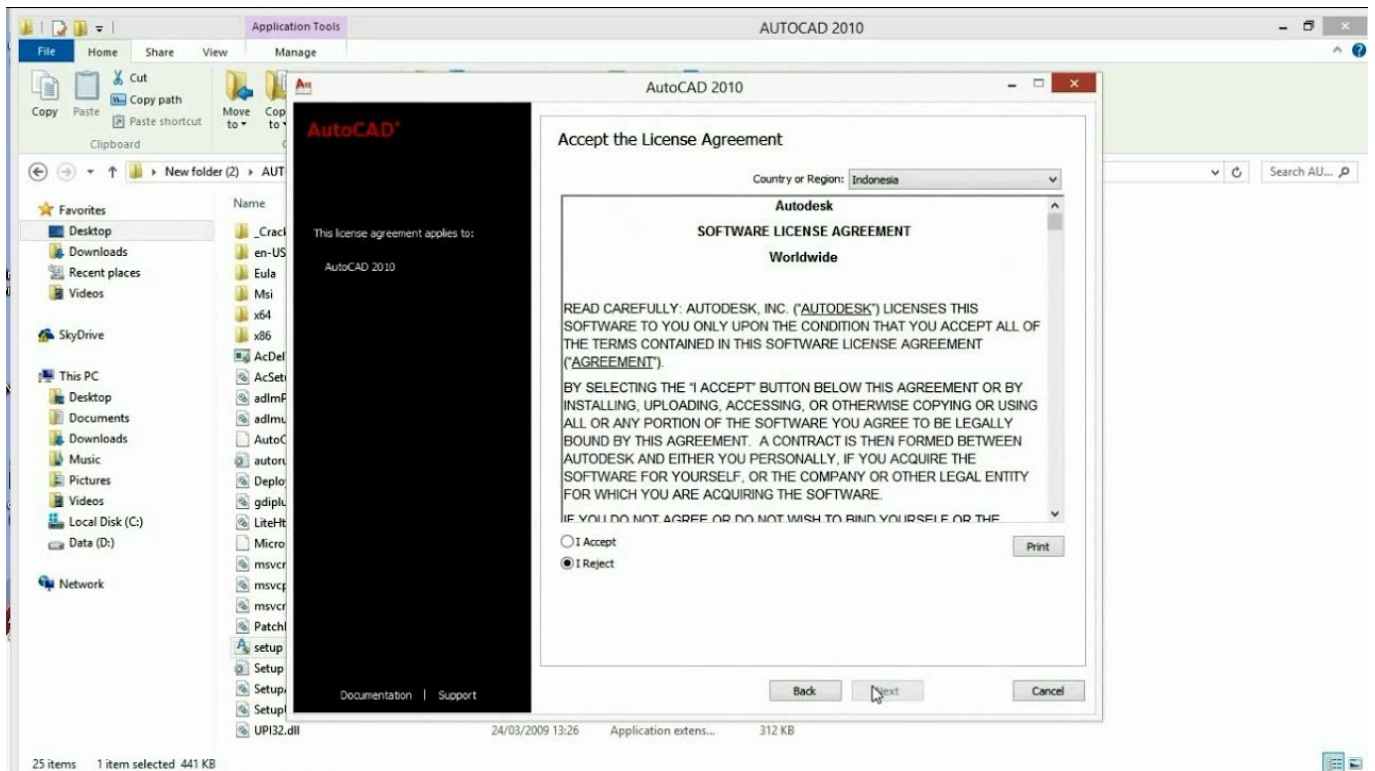 Application Tools
AUTOCAD 2010
File
Home
Share
View
Manage
Copy
Paste
Cut
Copy path
Paste shortcut
Move to
Cop
to
Clipboard
New folder (2)
AUT
Search AU...
Favorites
Desktop
Downloads
Recent places
Videos
SkyDrive
This PC
Desktop
Documents
Downloads
Music
Pictures
Videos
Local Disk (C:)
Data (D:)
Network
Name
_Crack
en-US
Eula
Msi
x64
x86
AcDel
AcSet
adlmP
adlmu
AutoC
autoru
Deplo
gdiplu
LiteHt
Micro
msvcr
msvcp
msvcr
Patch
setup
Setup
Setup
Setup
UPI32.dll
24/03/2009 13:26
Application extens...
312 KB
25 items
1 item selected 441 KB
AutoCAD 2010
AutoCAD
This license agreement applies to:
AutoCAD 2010
Documentation | Support
Accept the License Agreement
Country or Region: Indonesia
Autodesk
SOFTWARE LICENSE AGREEMENT
Worldwide
READ CAREFULLY: AUTODESK, INC. ("AUTODESK") LICENSES THIS
SOFTWARE TO YOU ONLY UPON THE CONDITION THAT YOU ACCEPT ALL OF
THE TERMS CONTAINED IN THIS SOFTWARE LICENSE AGREEMENT
("AGREEMENT").
BY SELECTING THE "I ACCEPT" BUTTON BELOW THIS AGREEMENT OR BY
INSTALLING, UPLOADING, ACCESSING, OR OTHERWISE COPYING OR USING
ALL OR ANY PORTION OF THE SOFTWARE YOU AGREE TO BE LEGALLY
BOUND BY THIS AGREEMENT. A CONTRACT IS THEN FORMED BETWEEN
AUTODESK AND EITHER YOU PERSONALLY, IF YOU ACQUIRE THE
SOFTWARE FOR YOURSELF, OR THE COMPANY OR OTHER LEGAL ENTITY
FOR WHICH YOU ARE ACQUIRING THE SOFTWARE.
IF YOU DO NOT AGREE OR DO NOT WISH TO BIND YOURSELF OR THE
I Accept
I Reject
Print
Back
Next
Cancel